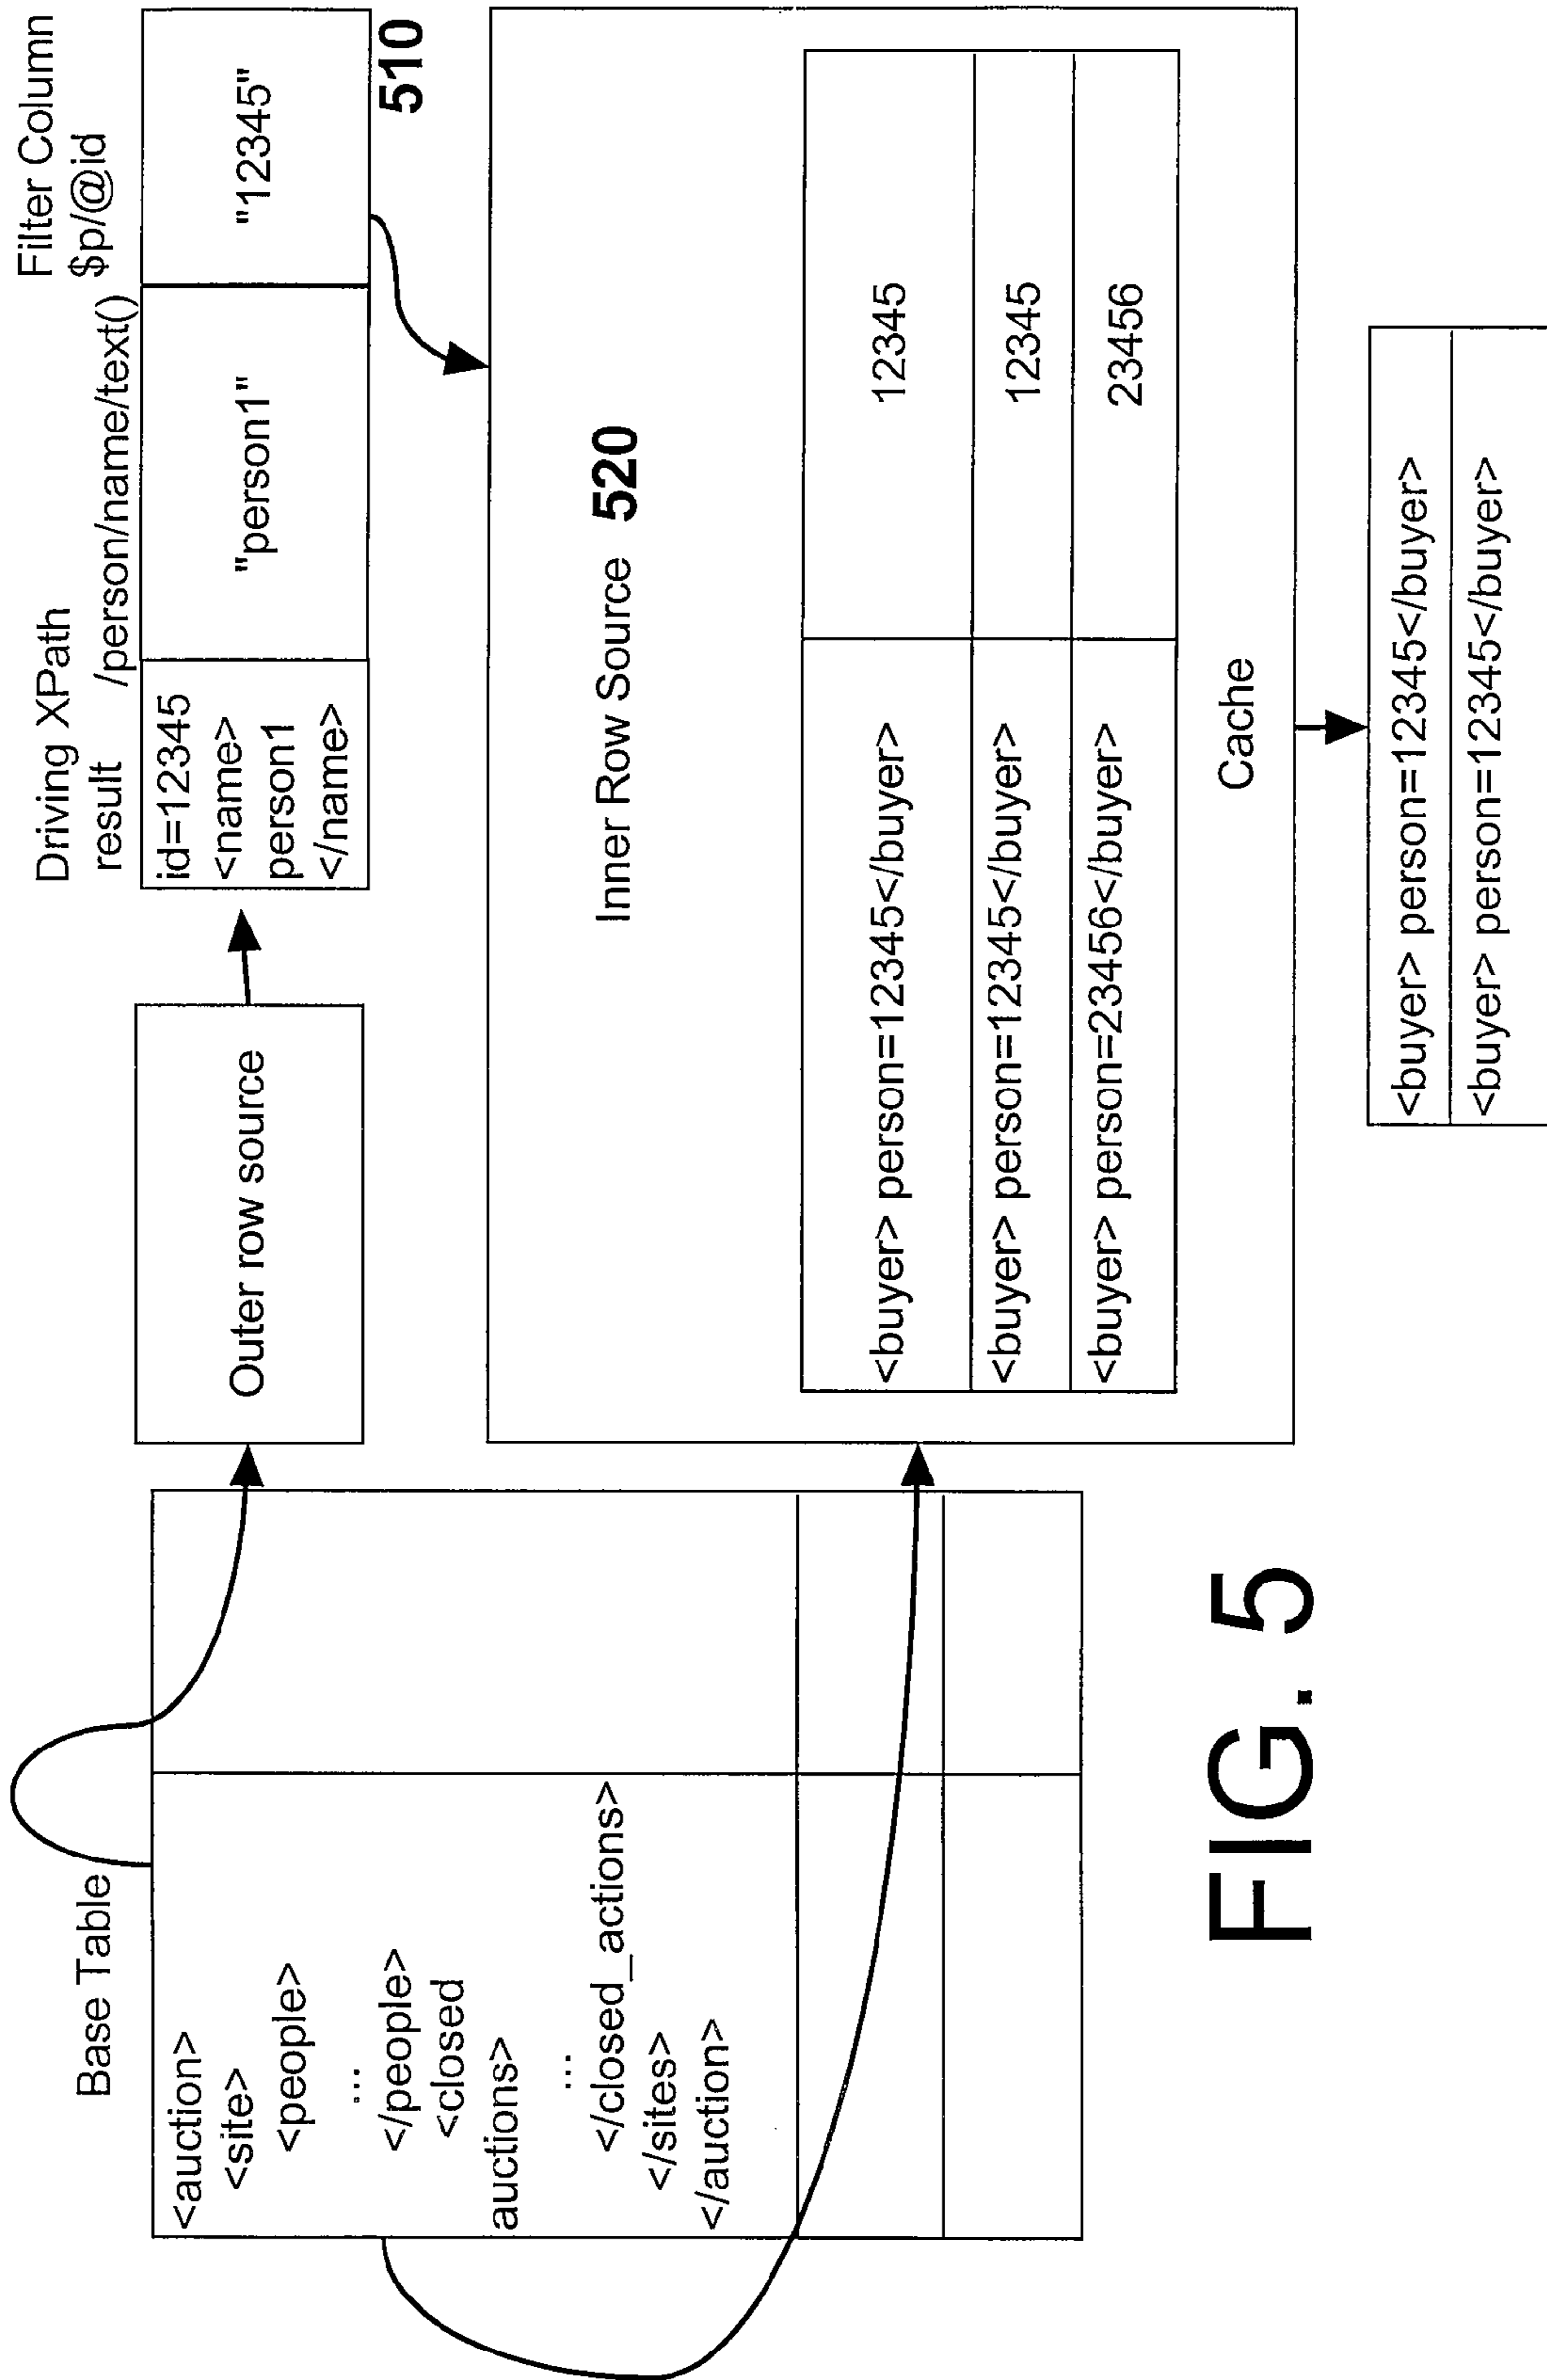 Base Table
<auction>
<site>
<people>
...
</people>
<closed
auctions>
...
</closed_actions>
</sites>
</auction>
Outer row source
Driving XPath
result
/person/name/text()
Filter Column
$p/@id
id=12345
<name>
person1
</name>
"person1"
"12345"
510
Inner Row Source 520
<buyer> person=12345</buyer>
12345
<buyer> person=12345</buyer>
12345
<buyer> person=23456</buyer>
23456
Cache
<buyer> person=12345</buyer>
<buyer> person=12345</buyer>
FIG. 5